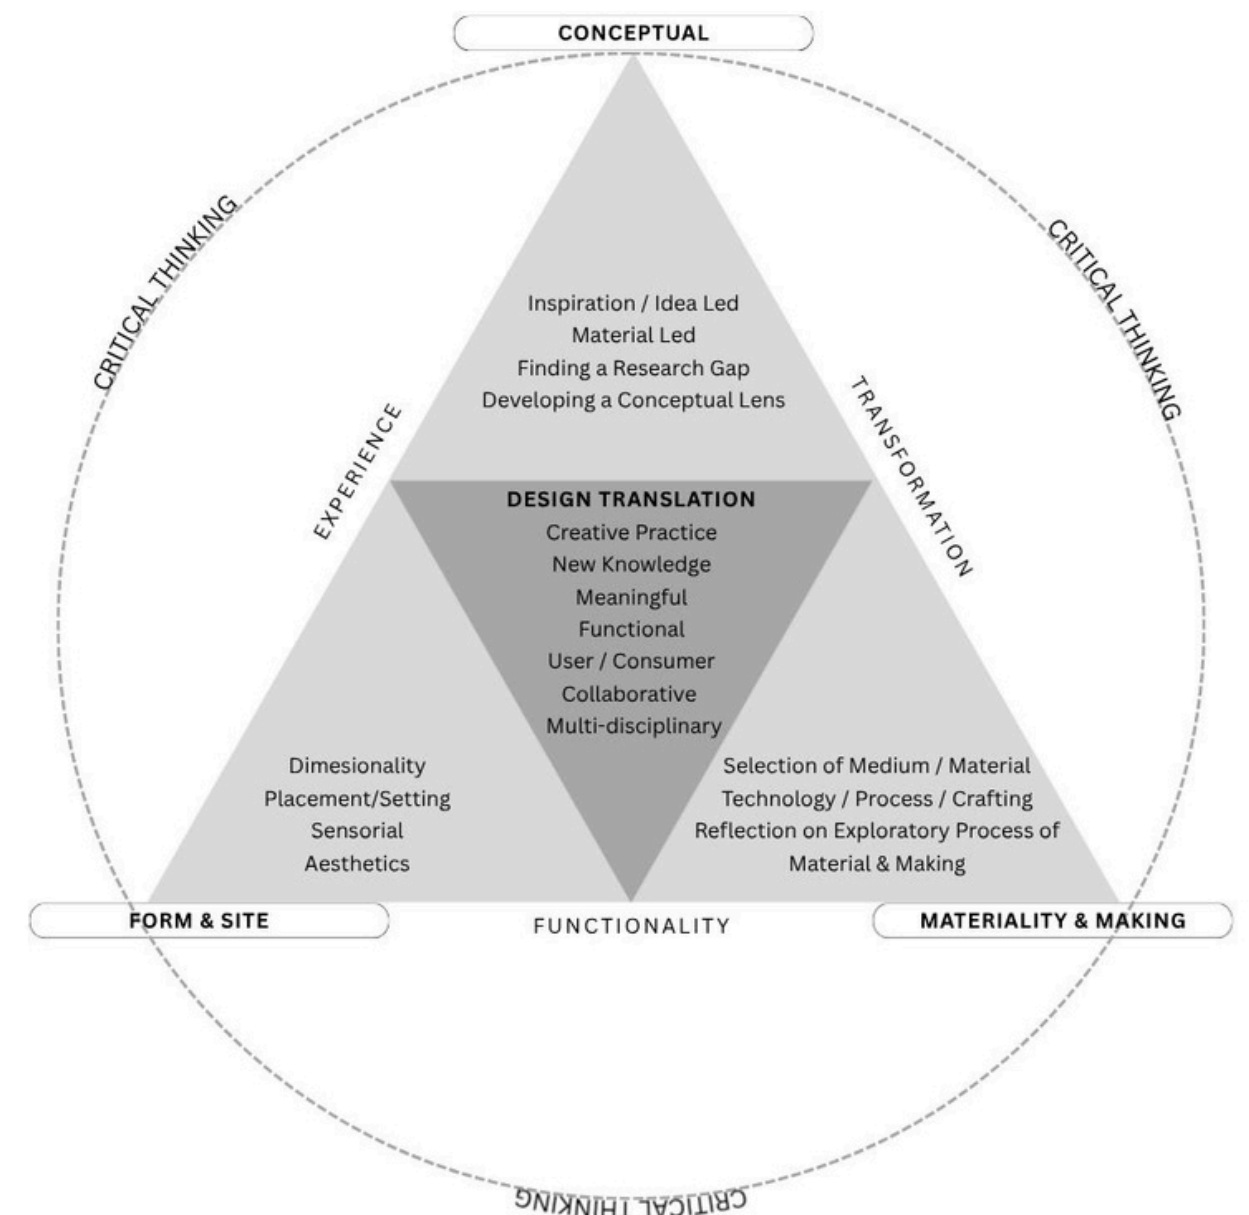 CONCEPTUAL
CRITICAL THINKING
CRITICAL THINKING
Inspiration / Idea Led
Material Led
Finding a Research Gap
Developing a Conceptual Lens
EXPERIENCE
TRANSFORMATION
DESIGN TRANSLATION
Creative Practice
New Knowledge
Meaningful
Functional
User / Consumer
Collaborative
Multi-disciplinary
Dimesionality
Placement/Setting
Sensorial
Aesthetics
Selection of Medium / Material
Technology / Process / Crafting
Reflection on Exploratory Process of
Material & Making
FORM & SITE
FUNCTIONALITY
MATERIALITY & MAKING
CRITICAL THINKING